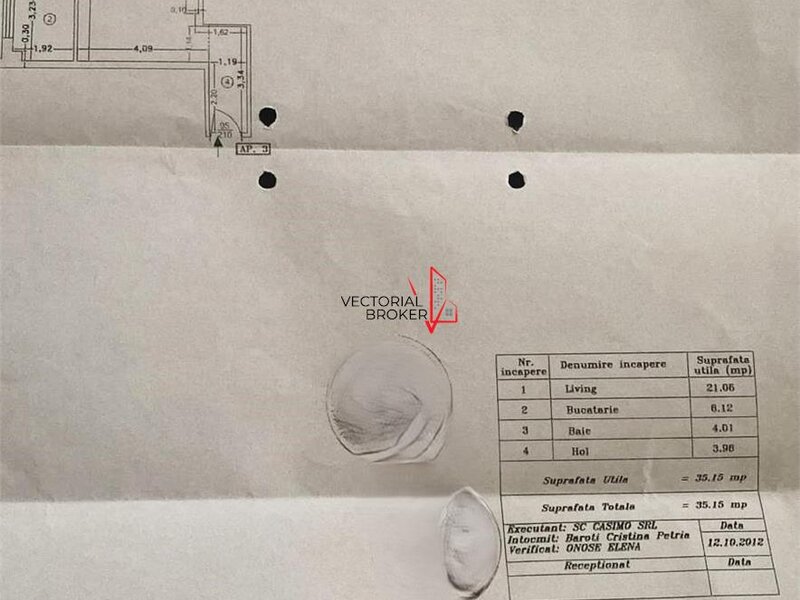 0,10
3,23
2
0,30
1,92
4,09
1,62
1,19
4
3,34
2,20
210
AP. 3
VECTORIAL
BROKER
Nr. incapere Denumire incapere Suprafata utila (mp)
1 Living 21.06
2 Bucatarie 6.12
3 Baie 4.01
4 Hol 3.96
Suprafata Utila = 35.15 mp
Suprafata Totala = 35.15 mp
Executant: SC CASIMO SRL Data
Intocmit: Baroti Cristina Petria 12.10.2012
Verificat: ONOSE ELENA
Receptionat Data